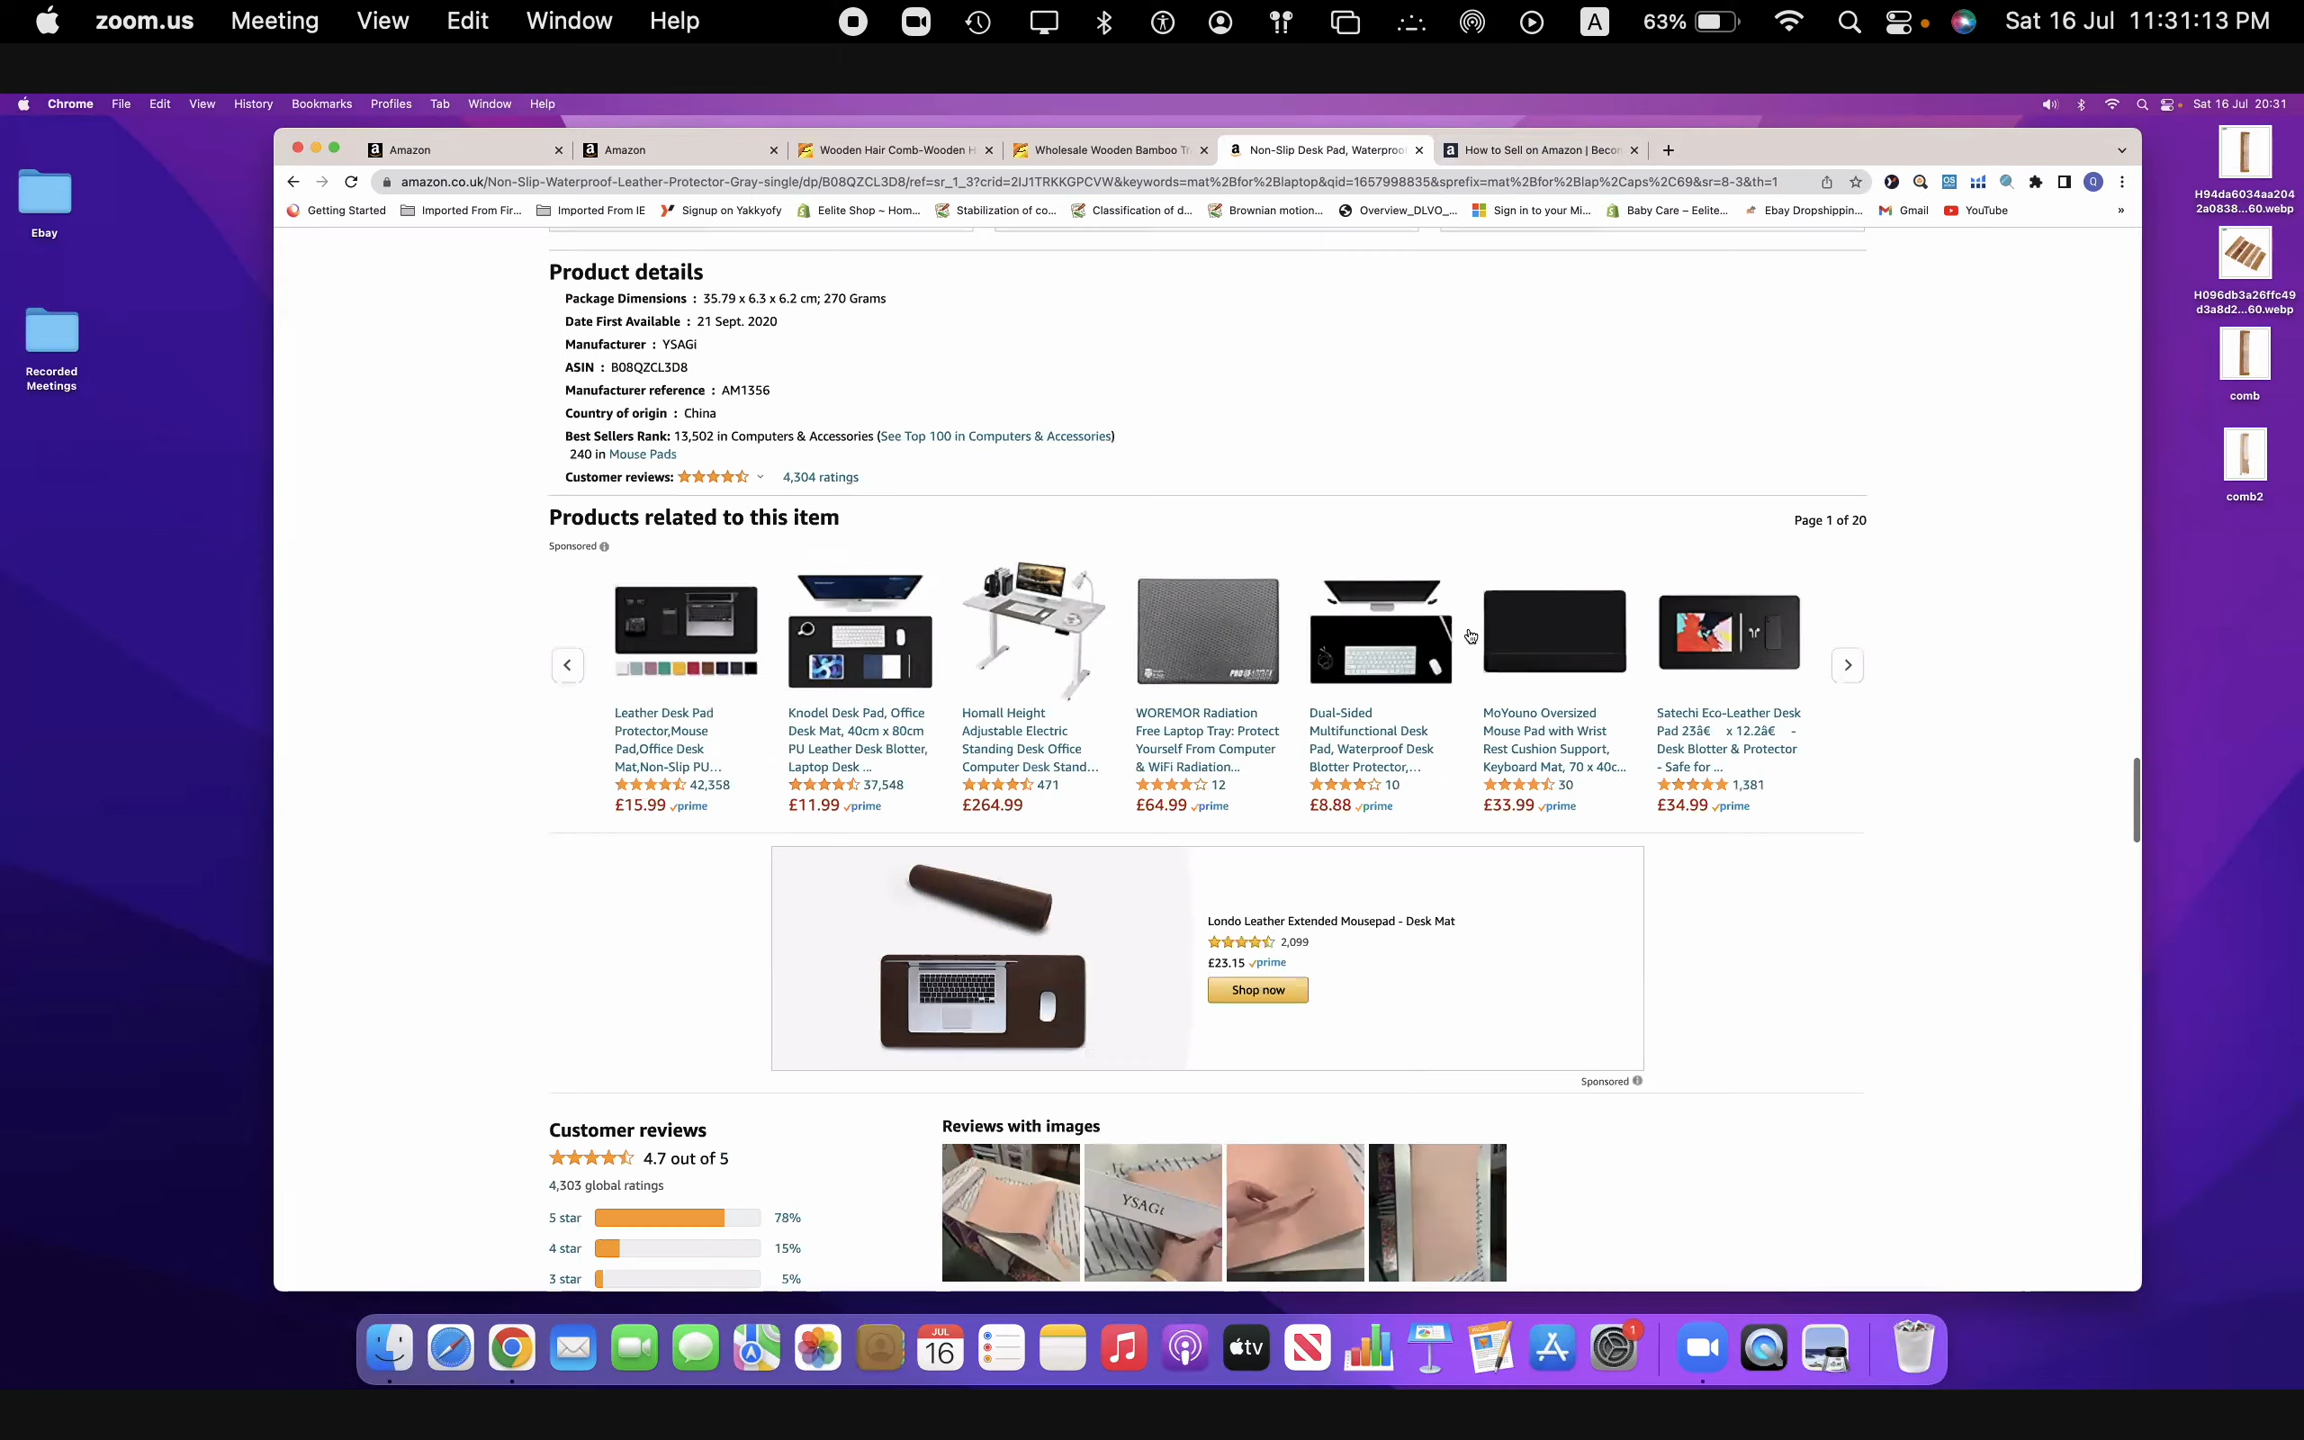 zoom.us Meeting View Edit Window Help 63% A Sat 16 Jul 11:31:13 PM
Chrome File Edit View History Bookmarks Profiles Tab Window Help Sat 16 Jul 20:31
Amazon
Amazon
Wooden Hair Comb-Wooden H
Wholesale Wooden Bamboo Tr
Non-Slip Desk Pad, Waterproof
How to Sell on Amazon | Becom
amazon.co.uk/Non-Slip-Waterproof-Leather-Protector-Gray-single/dp/B08QZCL3D8/ref=sr_1_3?crid=2IJ1TRKKGPCVW&keywords=mat%2Bfor%2Blaptop&qid=1657998835&sprefix=mat%2Bfor%2Blap%2Caps%2C69&sr=8-3&th=1
Getting Started Imported From Fir... Imported From IE Signup on Yakkyofy Eelite Shop ~ Hom... Stabilization of co... Classification of d... Brownian motion... Overview_DLVO_... Sign in to your Mi... Baby Care – Eelite... Ebay Dropshippin... Gmail YouTube »
Ebay
Recorded
Meetings
H94da6034aa204
2a0838...60.webp
H096db3a26ffc49
d3a8d2...60.webp
comb
comb2
Product details
Package Dimensions : 35.79 x 6.3 x 6.2 cm; 270 Grams
Date First Available : 21 Sept. 2020
Manufacturer : YSAGi
ASIN : B08QZCL3D8
Manufacturer reference : AM1356
Country of origin : China
Best Sellers Rank: 13,502 in Computers & Accessories (See Top 100 in Computers & Accessories)
240 in Mouse Pads
Customer reviews: 4,304 ratings
Products related to this item
Page 1 of 20
Sponsored
Leather Desk Pad
Protector,Mouse
Pad,Office Desk
Mat,Non-Slip PU...
42,358
£15.99 prime
Knodel Desk Pad, Office
Desk Mat, 40cm x 80cm
PU Leather Desk Blotter,
Laptop Desk ...
37,548
£11.99 prime
Homall Height
Adjustable Electric
Standing Desk Office
Computer Desk Stand...
471
£264.99
WOREMOR Radiation
Free Laptop Tray: Protect
Yourself From Computer
& WiFi Radiation...
12
£64.99 prime
Dual-Sided
Multifunctional Desk
Pad, Waterproof Desk
Blotter Protector,...
10
£8.88 prime
MoYouno Oversized
Mouse Pad with Wrist
Rest Cushion Support,
Keyboard Mat, 70 x 40c...
30
£33.99 prime
Satechi Eco-Leather Desk
Pad 23â€ x 12.2â€ -
Desk Blotter & Protector
- Safe for ...
1,381
£34.99 prime
Londo Leather Extended Mousepad - Desk Mat
2,099
£23.15 prime
Shop now
Sponsored
Customer reviews
4.7 out of 5
4,303 global ratings
5 star 78%
4 star 15%
3 star 5%
Reviews with images
YSAGi
JUL
16
tv
1